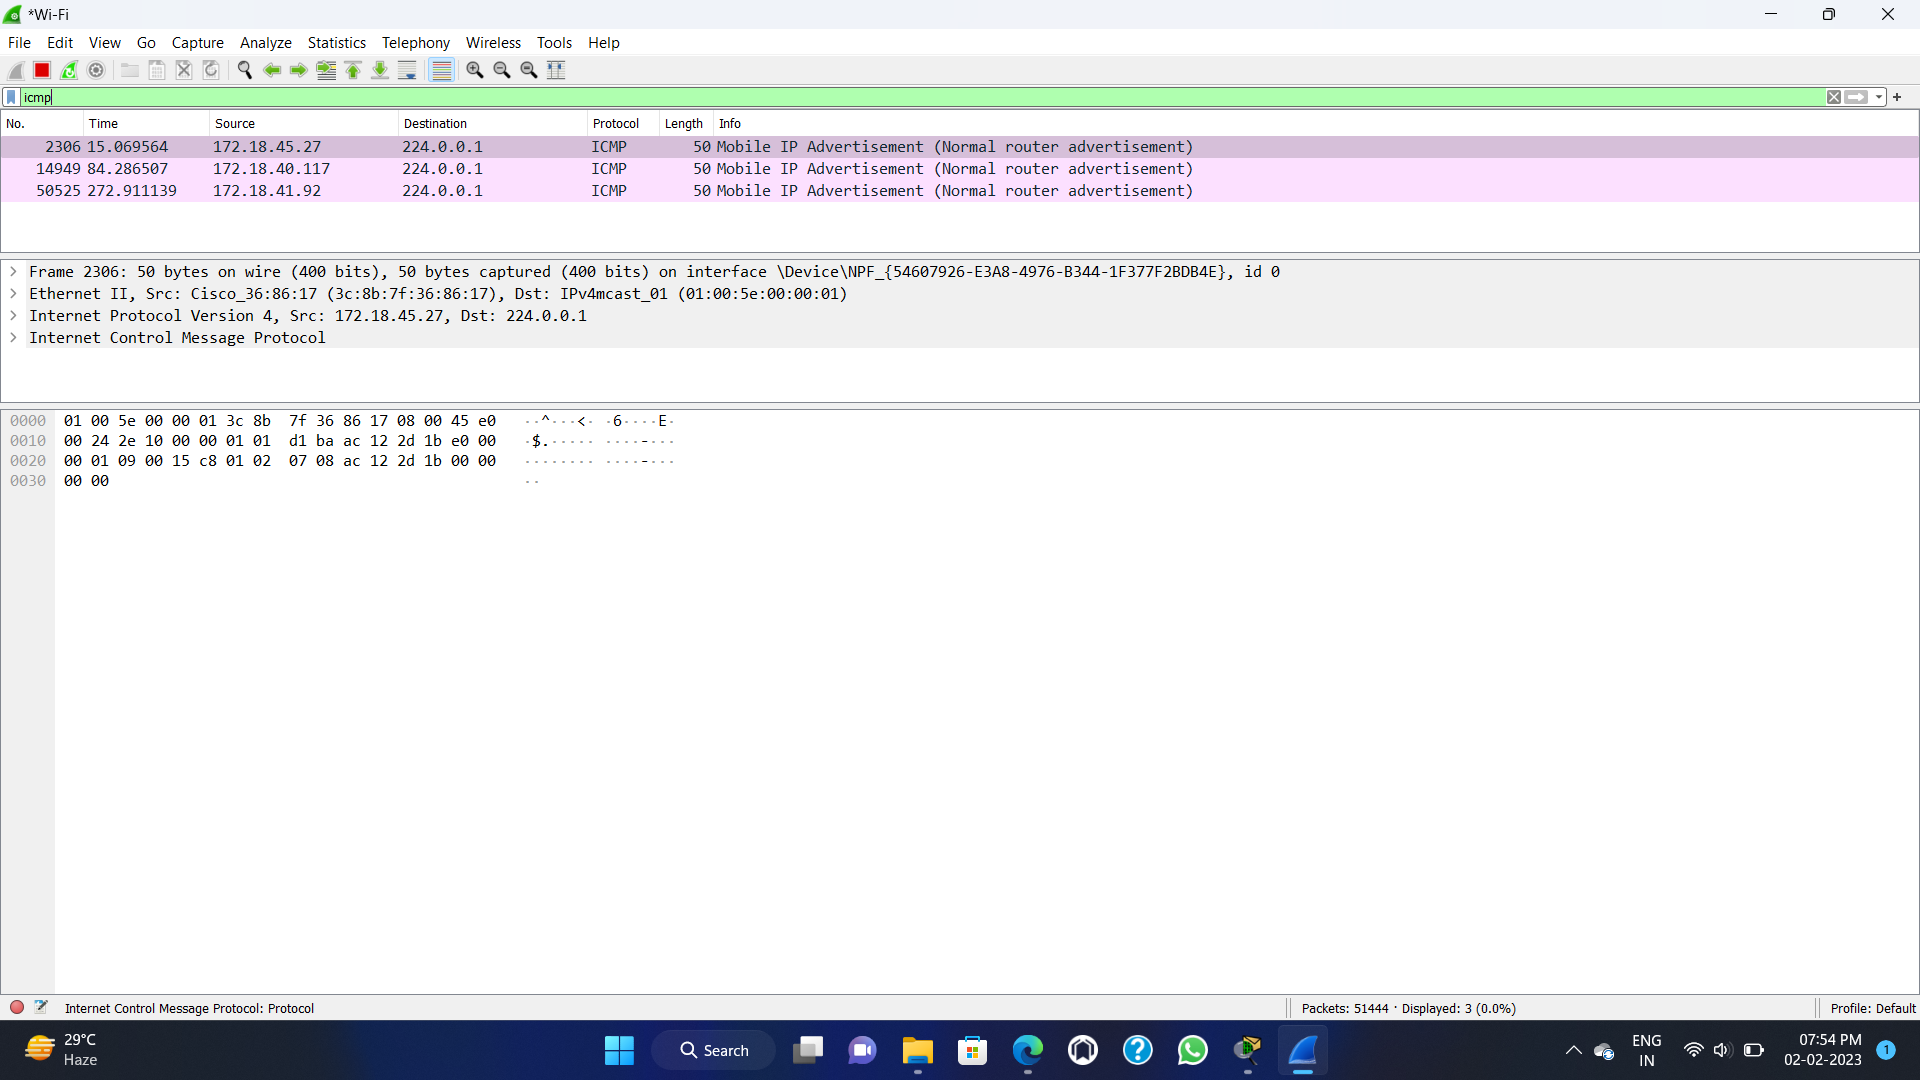 *Wi-Fi
File Edit View Go Capture Analyze Statistics Telephony Wireless Tools Help
icmp
No. Time Source Destination Protocol Length Info
2306 15.069564 172.18.45.27 224.0.0.1 ICMP 50 Mobile IP Advertisement (Normal router advertisement)
14949 84.286507 172.18.40.117 224.0.0.1 ICMP 50 Mobile IP Advertisement (Normal router advertisement)
50525 272.911139 172.18.41.92 224.0.0.1 ICMP 50 Mobile IP Advertisement (Normal router advertisement)
> Frame 2306: 50 bytes on wire (400 bits), 50 bytes captured (400 bits) on interface \Device\NPF_{54607926-E3A8-4976-B344-1F377F2BDB4E}, id 0
> Ethernet II, Src: Cisco_36:86:17 (3c:8b:7f:36:86:17), Dst: IPv4mcast_01 (01:00:5e:00:00:01)
> Internet Protocol Version 4, Src: 172.18.45.27, Dst: 224.0.0.1
> Internet Control Message Protocol
0000 01 00 5e 00 00 01 3c 8b 7f 36 86 17 08 00 45 e0 ··^···<· ·6····E·
0010 00 24 2e 10 00 00 01 01 d1 ba ac 12 2d 1b e0 00 ·$.····· ····-···
0020 00 01 09 00 15 c8 01 02 07 08 ac 12 2d 1b 00 00 ········ ····-···
0030 00 00 ··
Internet Control Message Protocol: Protocol
Packets: 51444 · Displayed: 3 (0.0%)
Profile: Default
29°C
Haze
Search
ENG
IN
07:54 PM
02-02-2023
1